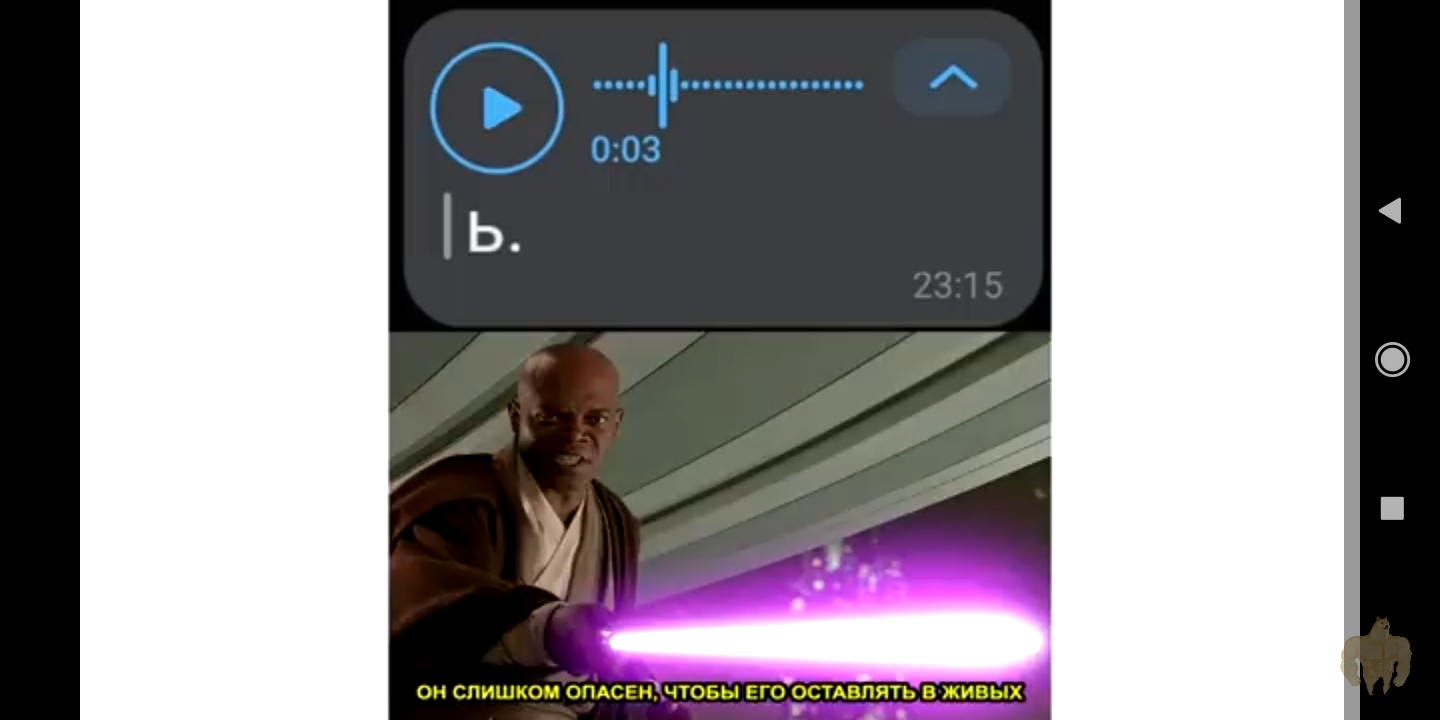 0:03
Ь.
23:15
ОН СЛИШКОМ ОПАСЕН, ЧТОБЫ ЕГО ОСТАВЛЯТЬ В ЖИВЫХ